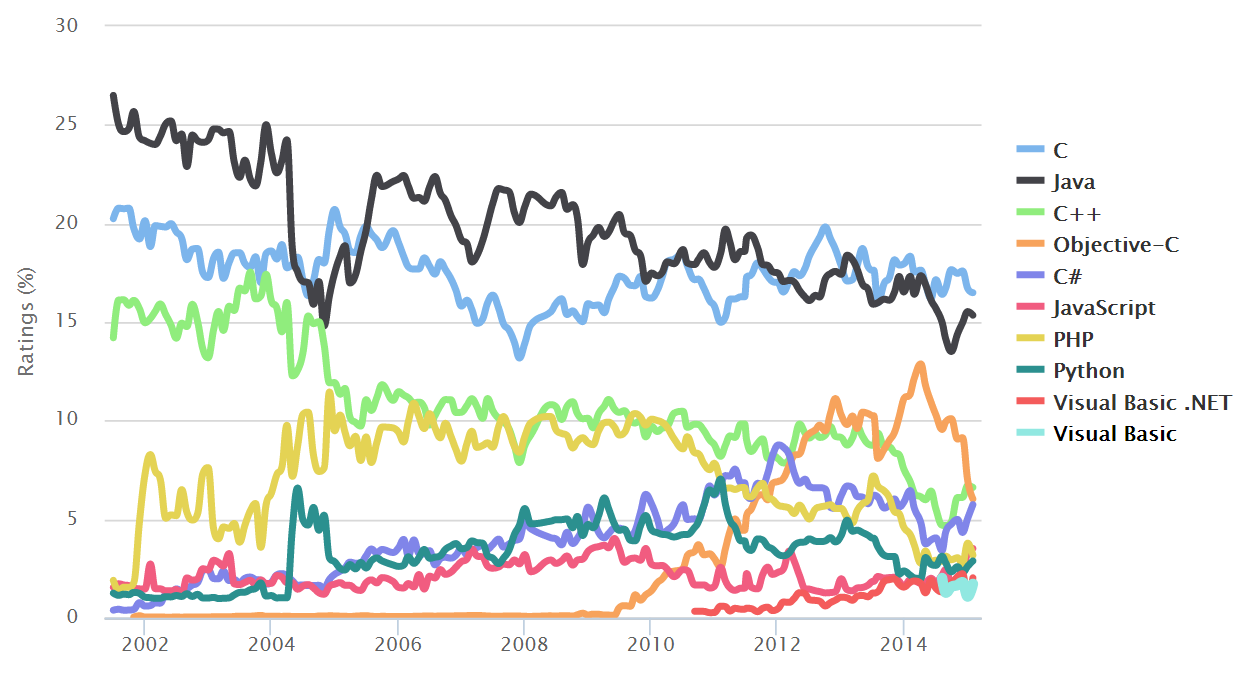 30
25
20
15
10
5
0
Ratings (%)
2002 2004 2006 2008 2010 2012 2014
C
Java
C++
Objective-C
C#
JavaScript
PHP
Python
Visual Basic .NET
Visual Basic